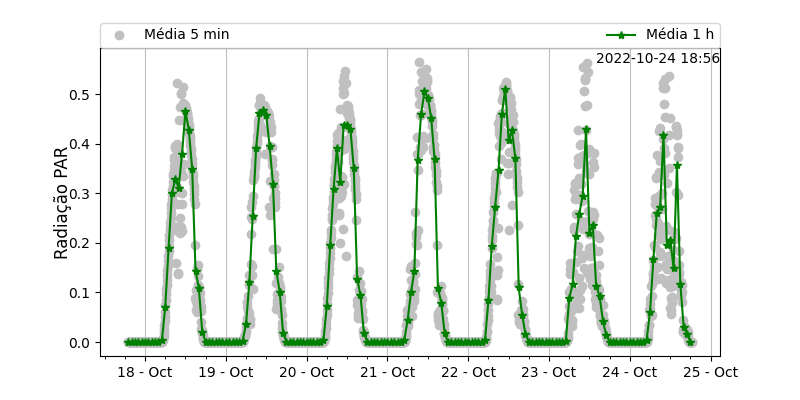 Média 5 min
Média 1 h
2022-10-24 18:56
Radiação PAR
0.5
0.4
0.3
0.2
0.1
0.0
18 - Oct
19 - Oct
20 - Oct
21 - Oct
22 - Oct
23 - Oct
24 - Oct
25 - Oct